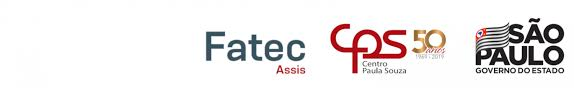 Fatec
Assis
CPS 50 anos
1969 - 2019
Centro
Paula Souza
SÃO
PAULO
GOVERNO DO ESTADO